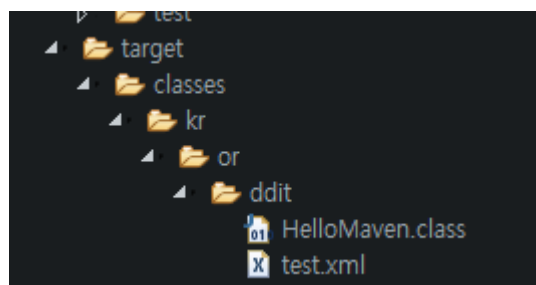 test
target
classes
kr
or
ddit
HelloMaven.class
test.xml